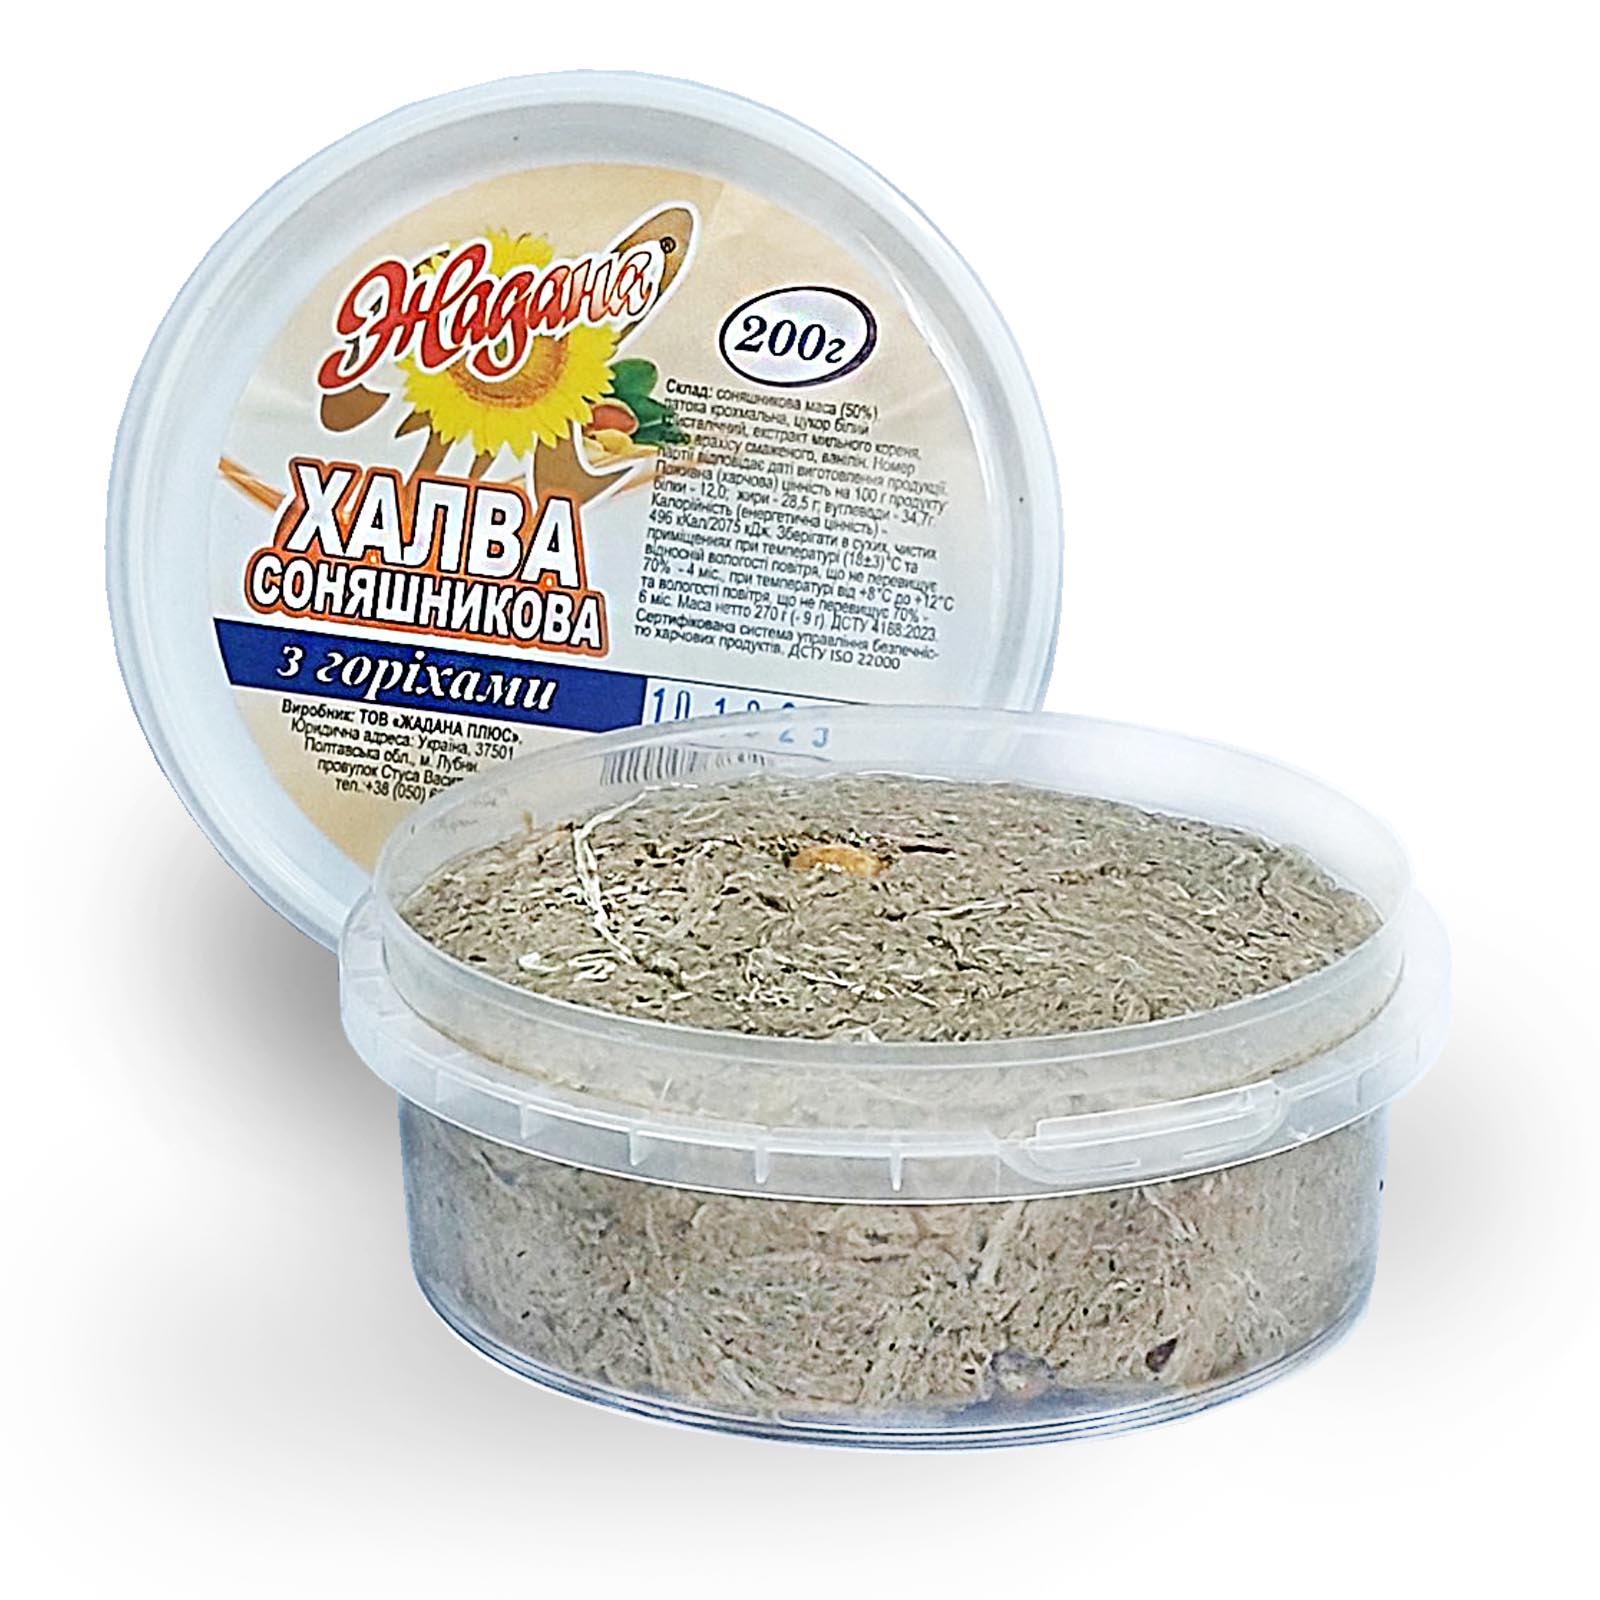 Жадана®
200г
ХАЛВА
СОНЯШНИКОВА
з горіхами
Склад: соняшникова маса (50%)
патока крохмальна, цукор білий
кристалічний, екстракт мильного кореня,
ядро арахісу смаженого, ванілін. Номер
партії відповідає даті виготовлення продукції.
Поживна (харчова) цінність на 100 г продукту
білки - 12,0; жири - 28,5 г; вуглеводи - 34,7г.
Калорійність (енергетична цінність) -
496 кКал/2075 кДж. Зберігати в сухих, чистих
приміщеннях при температурі (18±3)°С та
відносній вологості повітря, що не перевищує
70% - 4 міс., при температурі від +8°С до +12°С
та вологості повітря, що не перевищує 70% -
6 міс. Маса нетто 270 г (- 9 г). ДСТУ 4188:2023.
Сертифікована система управління безпечніс-
тю харчових продуктів. ДСТУ ISO 22000
Виробник: ТОВ «ЖАДАНА ПЛЮС».
Юридична адреса: Україна, 37501
Полтавська обл., м. Лубни.
провулок Стуса
тел. +38 (050)